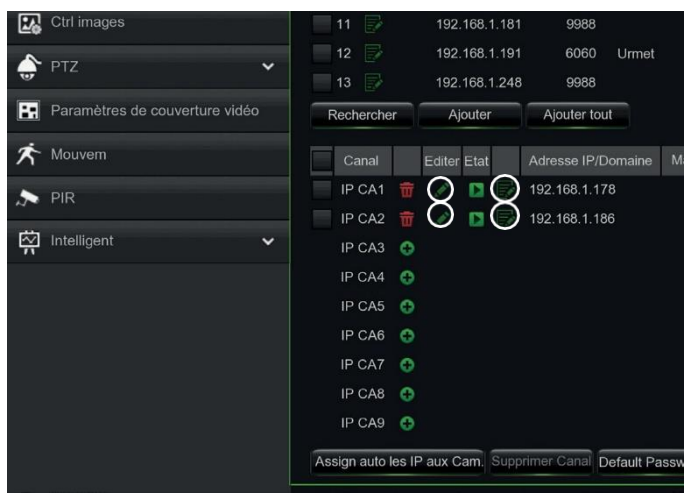 Ctrl images
PTZ
Paramètres de couverture vidéo
Mouvem
PIR
Intelligent
11 192.168.1.181 9988
12 192.168.1.191 6060 Urmet
13 192.168.1.248 9988
Rechercher Ajouter Ajouter tout
Canal Editer Etat Adresse IP/Domaine Ma
IP CA1 192.168.1.178
IP CA2 192.168.1.186
IP CA3
IP CA4
IP CA5
IP CA6
IP CA7
IP CA8
IP CA9
Assign auto les IP aux Cam. Supprimer Canal Default Passw